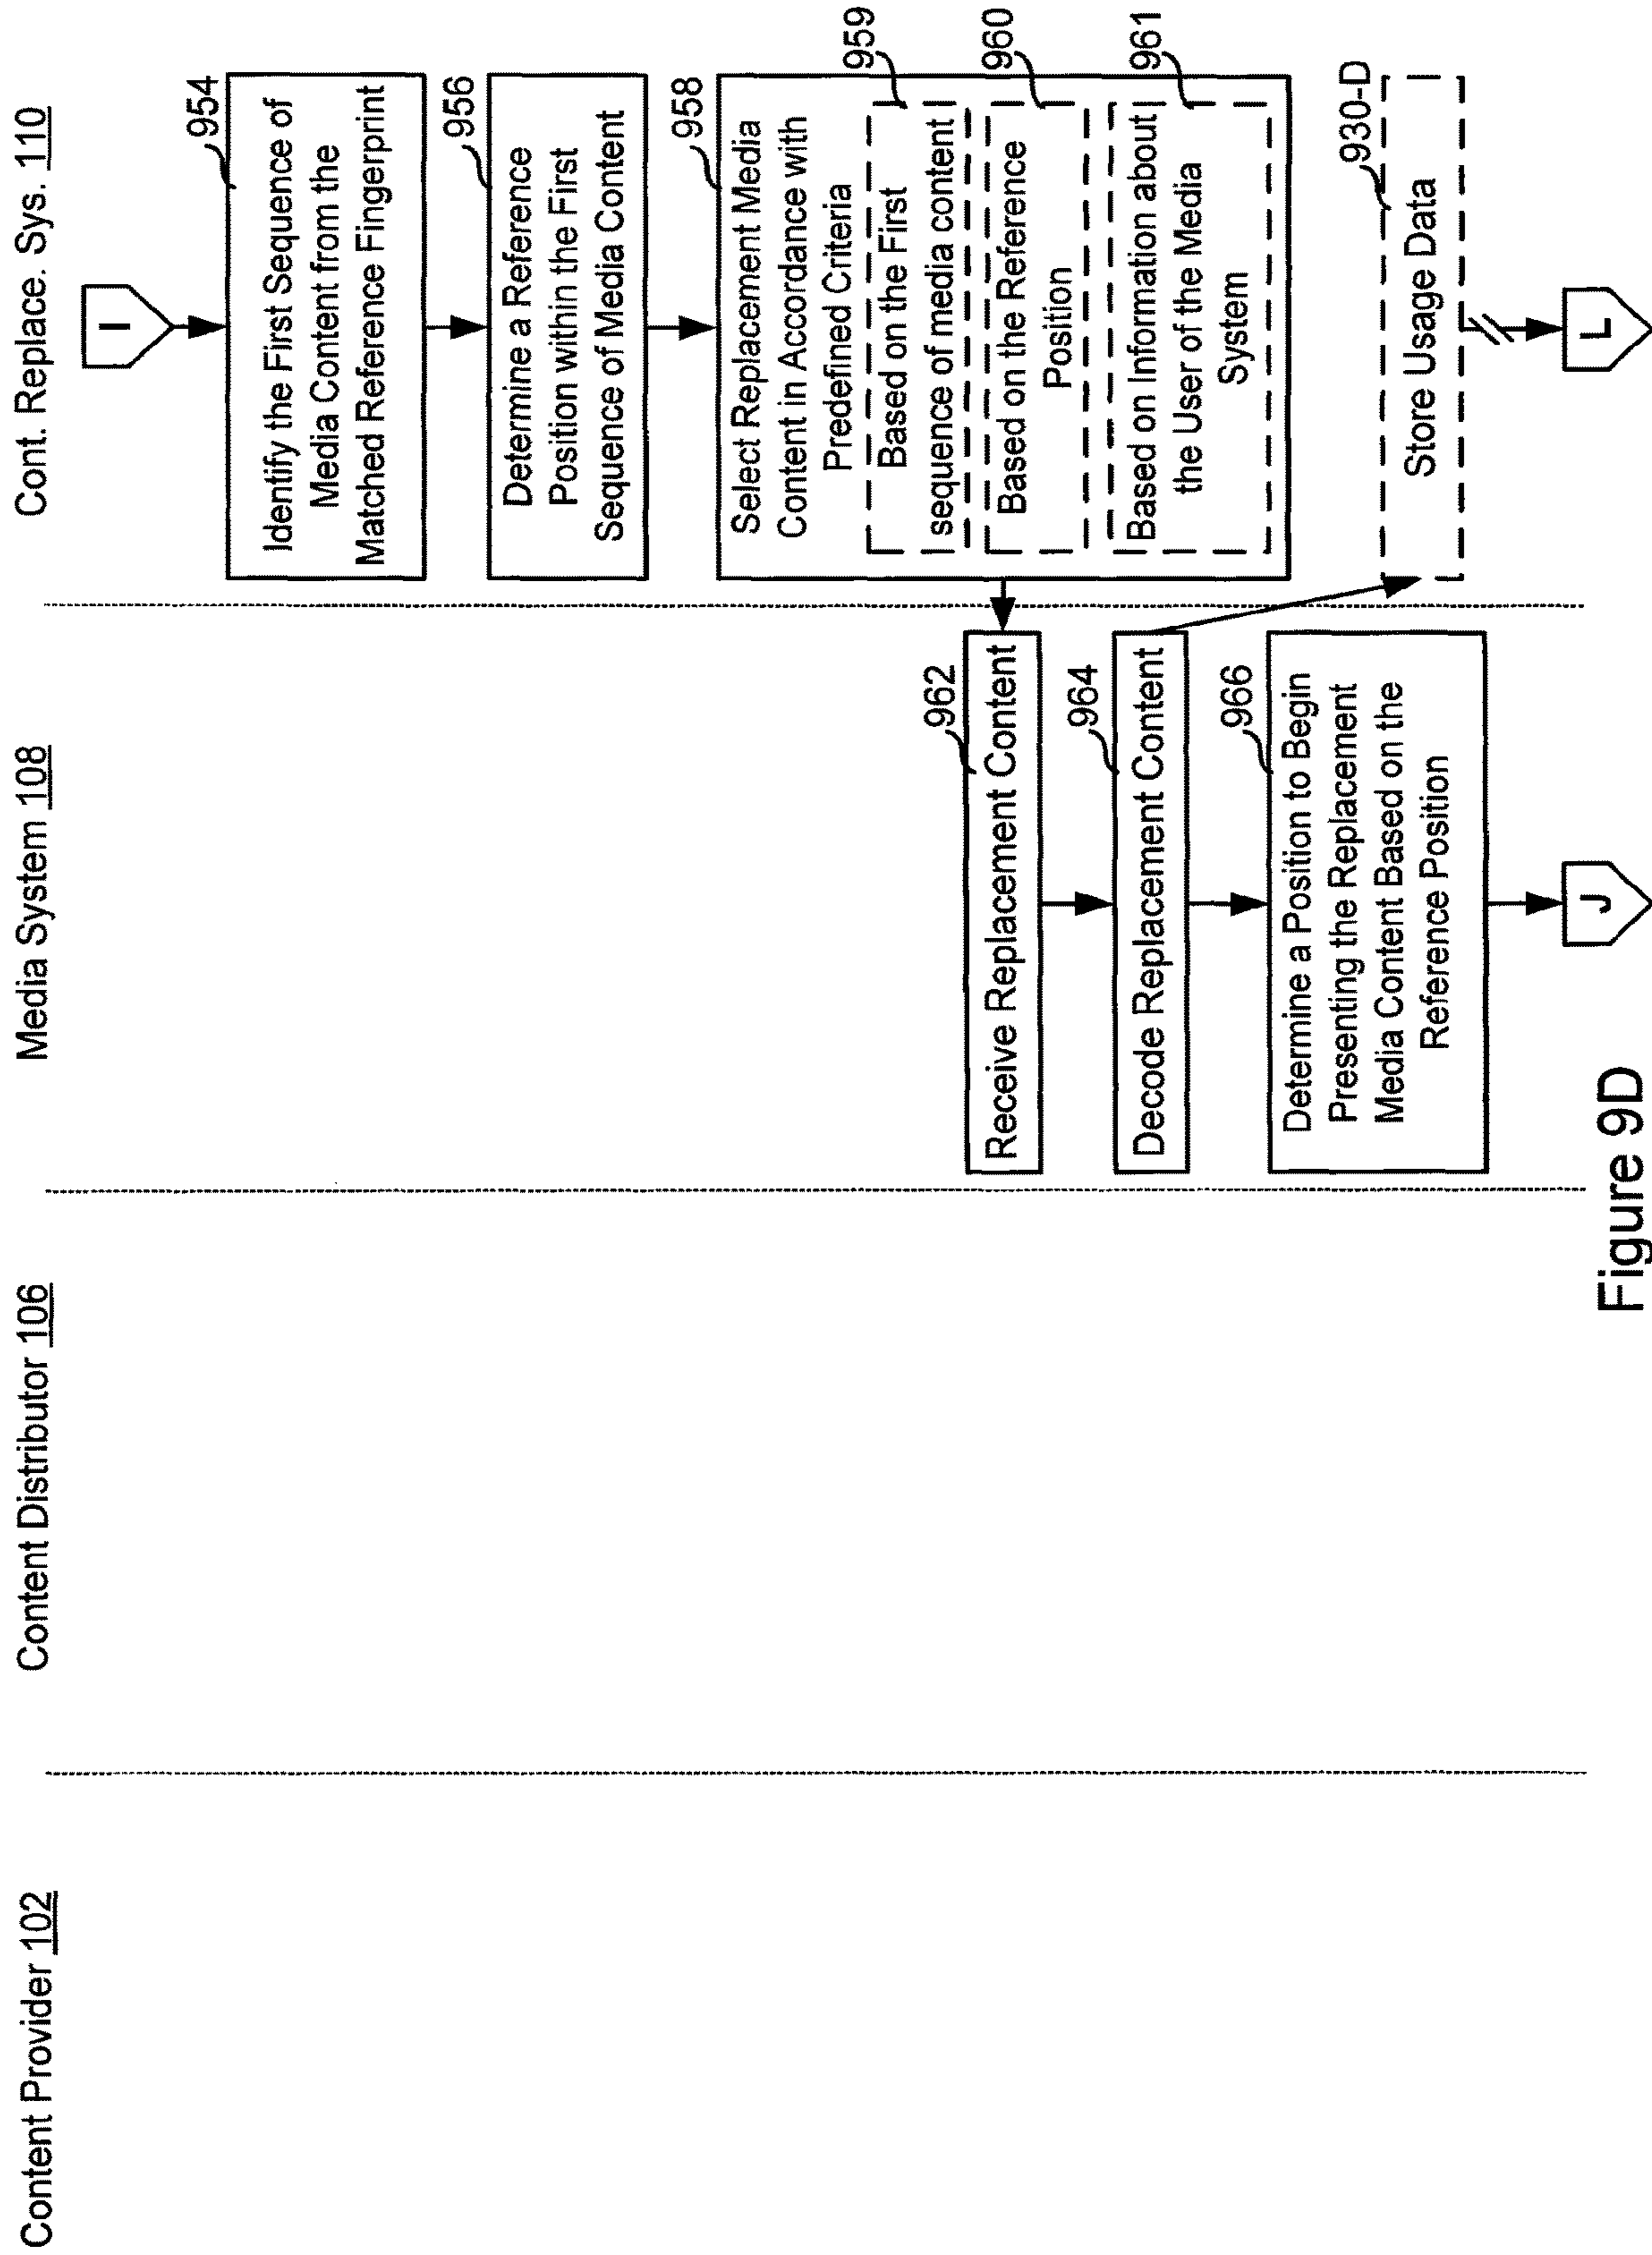 Content Provider 102
Content Distributor 106
Media System 108
Cont. Replace. Sys. 110
I
954
Identify the First Sequence of
Media Content from the
Matched Reference Fingerprint
956
Determine a Reference
Position within the First
Sequence of Media Content
958
Select Replacement Media
Content in Accordance with
Predefined Criteria
959
Based on the First
sequence of media content
960
Based on the Reference
Position
961
Based on Information about
the User of the Media
System
962
Receive Replacement Content
964
Decode Replacement Content
966
Determine a Position to Begin
Presenting the Replacement
Media Content Based on the
Reference Position
930-D
Store Usage Data
J
L
Figure 9D